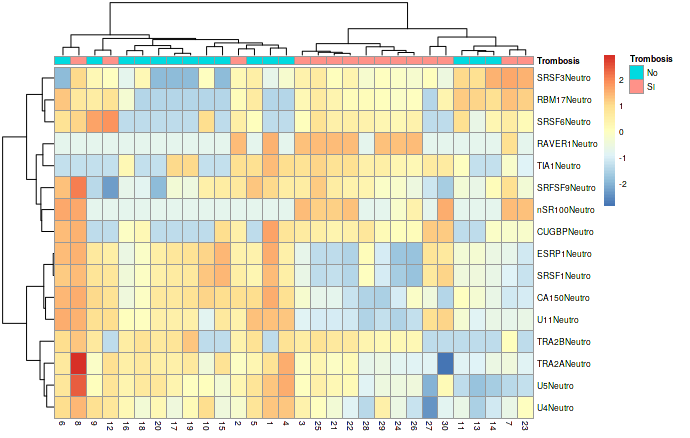 Trombosis
SRSF3Neutro
RBM17Neutro
SRSF6Neutro
RAVER1Neutro
TIA1Neutro
SRFSF9Neutro
nSR100Neutro
CUGBPNeutro
ESRP1Neutro
SRSF1Neutro
CA150Neutro
U11Neutro
TRA2BNeutro
TRA2ANeutro
U5Neutro
U4Neutro
6 8 9 12 16 18 20 17 19 10 15 2 5 1 4 3 25 21 22 28 29 24 26 27 30 11 13 14 7 23
2
1
0
-1
-2
Trombosis
No
SI